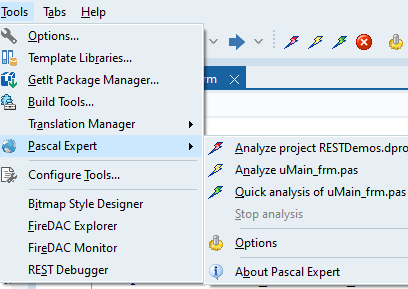 Tools Tabs Help
Options...
Template Libraries...
GetIt Package Manager...
Build Tools...
Translation Manager
Pascal Expert
Configure Tools...
Bitmap Style Designer
FireDAC Explorer
FireDAC Monitor
REST Debugger
rm
Analyze project RESTDemos.dpro
Analyze uMain_frm.pas
Quick analysis of uMain_frm.pas
Stop analysis
Options
About Pascal Expert